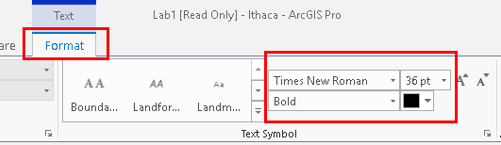 Text
Lab1 [Read Only] - Ithaca - ArcGIS Pro
are
Format
AA AA Aa
Bounda... Landfor... Landm...
Times New Roman 36 pt
Bold
A A
Text Symbol